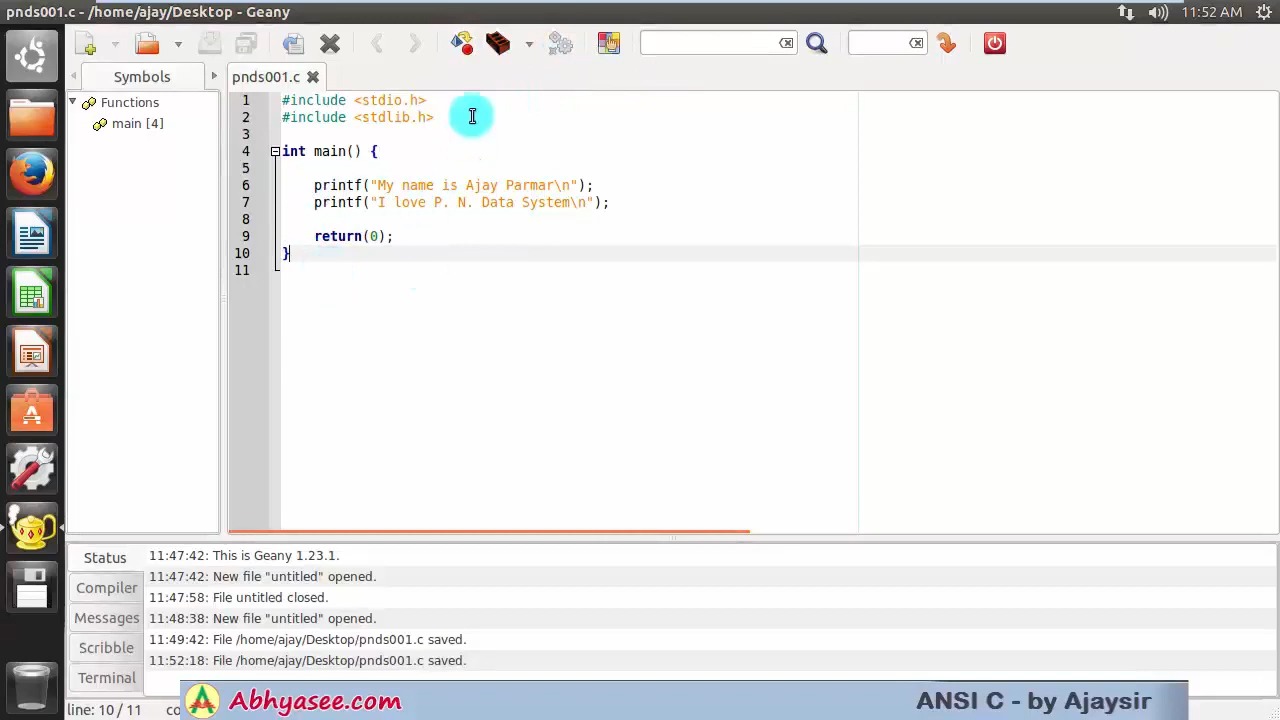 pnds001.c - /home/ajay/Desktop - Geany
11:52 AM
Symbols
pnds001.c
Functions
main [4]
1 #include <stdio.h>
2 #include <stdlib.h>
3
4 int main() {
5
6 printf("My name is Ajay Parmar\n");
7 printf("I love P. N. Data System\n");
8
9 return(0);
10 }
11
Status
Compiler
Messages
Scribble
Terminal
11:47:42: This is Geany 1.23.1.
11:47:42: New file "untitled" opened.
11:47:58: File untitled closed.
11:48:38: New file "untitled" opened.
11:49:42: File /home/ajay/Desktop/pnds001.c saved.
11:52:18: File /home/ajay/Desktop/pnds001.c saved.
line: 10 / 11
Abhyasee.com
ANSI C - by Ajaysir